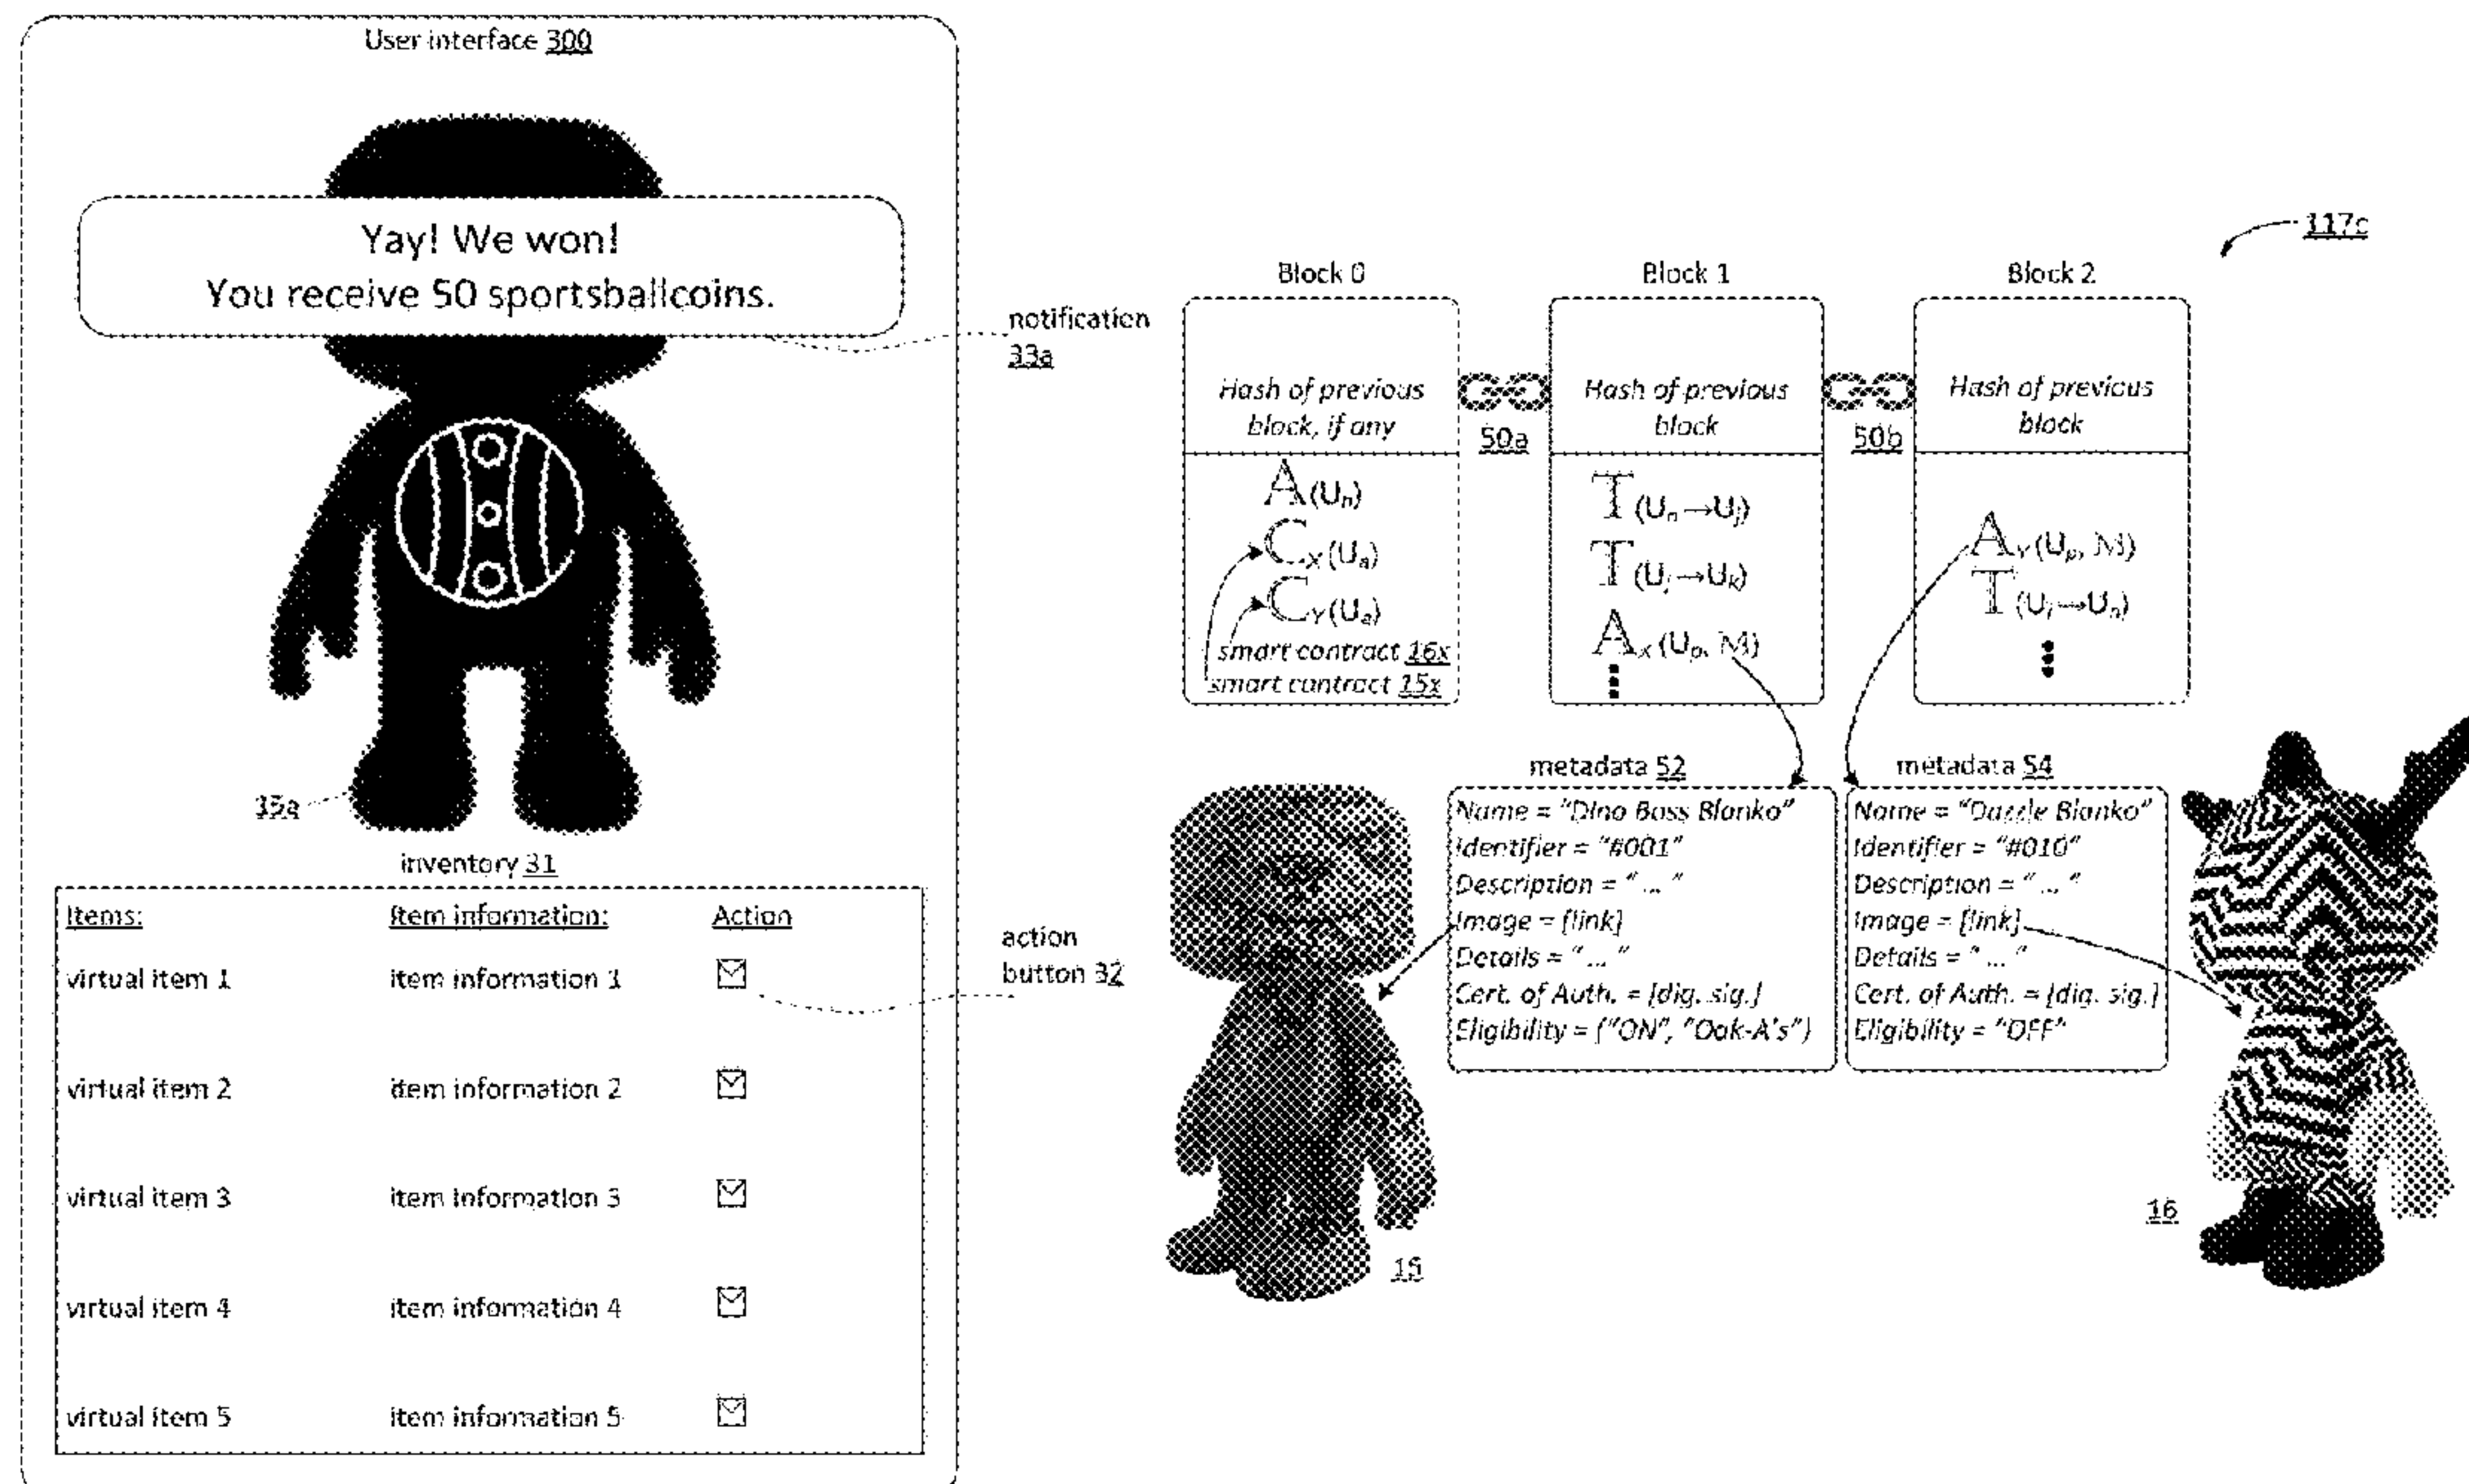 User interface 300
Yay! We won!
You receive 50 sportsballcoins.
notification
33a
35a
inventory 31
Items: Item information: Action
virtual item 1 item information 1
virtual item 2 item information 2
virtual item 3 item information 3
virtual item 4 item information 4
virtual item 5 item information 5
action
button 32
117c
Block 0
Hash of previous
block, if any
A(Uh)
CX(Ua)
CY(Ua)
smart contract 16x
smart contract 15x
50a
Block 1
Hash of previous
block
T(Un→Uj)
T(Uj→Uk)
AX(Up, M)
50b
Block 2
Hash of previous
block
AY(Up, M)
metadata 52
Name = "Dino Boss Blanko"
Identifier = "#001"
Description = " ... "
Image = [link]
Details = " ... "
Cert. of Auth. = [dig. sig.]
Eligibility = ("ON", "Oak-A's")
metadata 54
Name = "Dazzle Blanko"
Identifier = "#010"
Description = " ... "
Image = [link]
Details = " ... "
Cert. of Auth. = [dig. sig.]
Eligibility = "OFF"
15
16